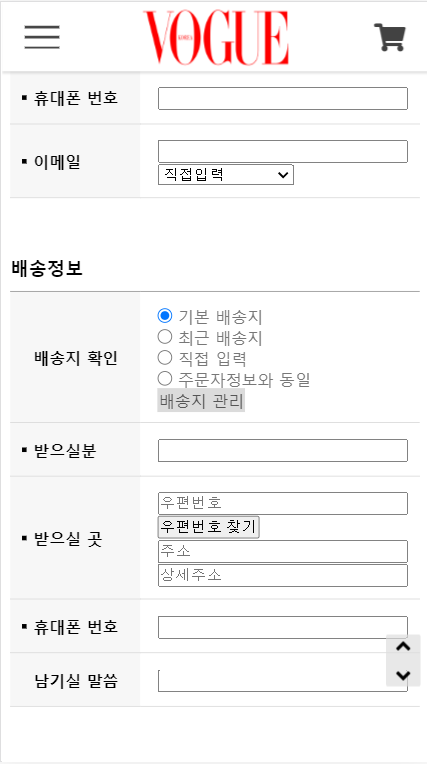 VOGUE
KOREA
휴대폰 번호
이메일
직접입력
배송정보
배송지 확인
기본 배송지
최근 배송지
직접 입력
주문자정보와 동일
배송지 관리
받으실분
받으실 곳
우편번호
우편번호 찾기
주소
상세주소
휴대폰 번호
남기실 말씀